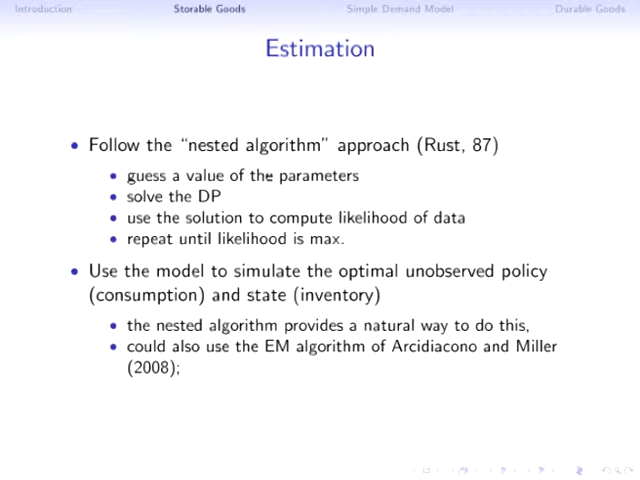 Introduction Storable Goods Simple Demand Model Durable Goods
Estimation
• Follow the “nested algorithm” approach (Rust, 87)
• guess a value of the parameters
• solve the DP
• use the solution to compute likelihood of data
• repeat until likelihood is max.
• Use the model to simulate the optimal unobserved policy
(consumption) and state (inventory)
• the nested algorithm provides a natural way to do this,
• could also use the EM algorithm of Arcidiacono and Miller
(2008);